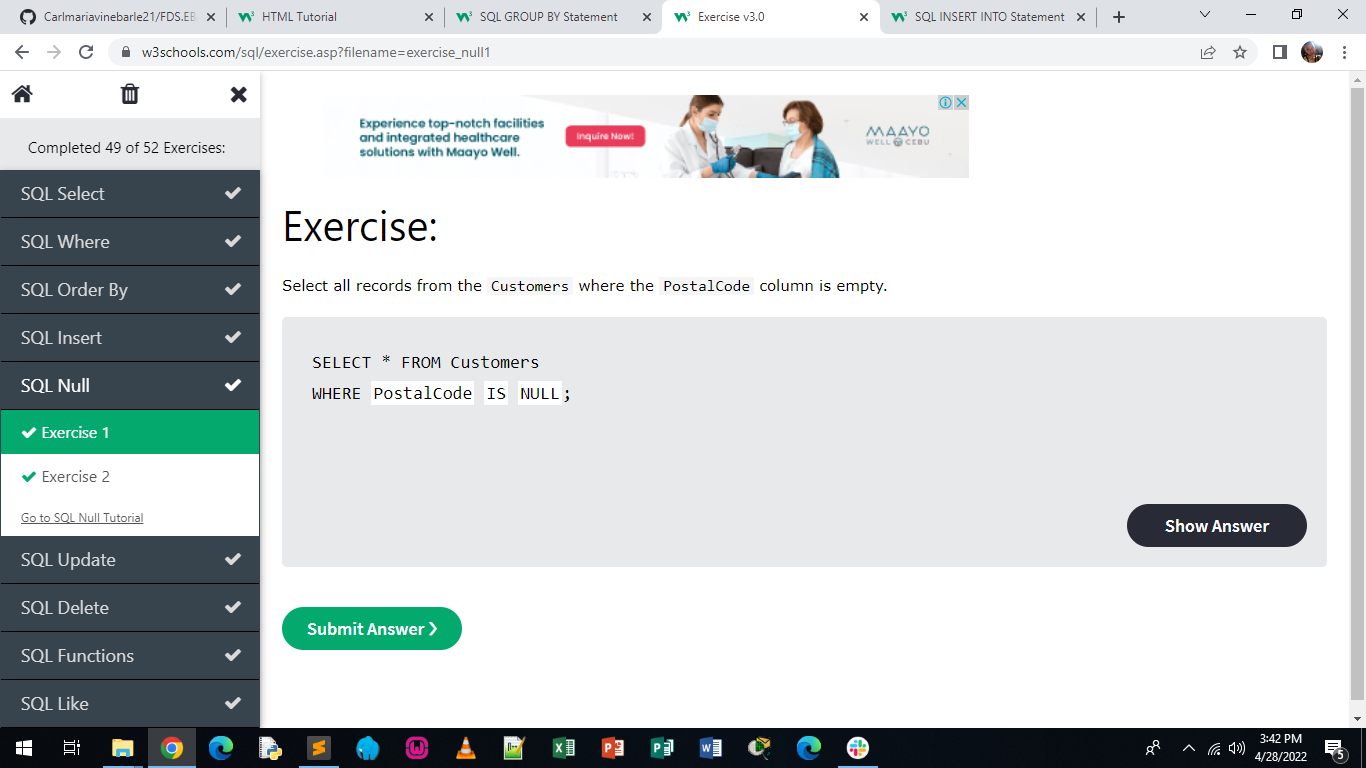 Carlmariavinebarle21/FDS.EB
HTML Tutorial
SQL GROUP BY Statement
Exercise v3.0
SQL INSERT INTO Statement
w3schools.com/sql/exercise.asp?filename=exercise_null1
Completed 49 of 52 Exercises:
SQL Select
SQL Where
SQL Order By
SQL Insert
SQL Null
Exercise 1
Exercise 2
Go to SQL Null Tutorial
SQL Update
SQL Delete
SQL Functions
SQL Like
Experience top-notch facilities
and integrated healthcare
solutions with Maayo Well.
Inquire Now!
MAAYO
WELL CEBU
Exercise:
Select all records from the Customers where the PostalCode column is empty.
SELECT * FROM Customers
WHERE PostalCode IS NULL;
Show Answer
Submit Answer ❯
3:42 PM
4/28/2022
5